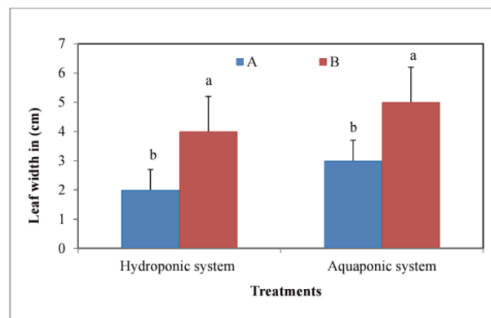 7
6
5
4
3
2
1
0
Leaf width in (cm)
A B
b a b a
Hydroponic system Aquaponic system
Treatments